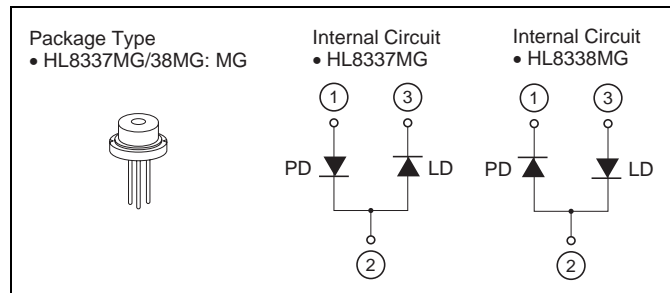 Package Type
• HL8337MG/38MG: MG
Internal Circuit
• HL8337MG
1 3
PD LD
2
Internal Circuit
• HL8338MG
1 3
PD LD
2